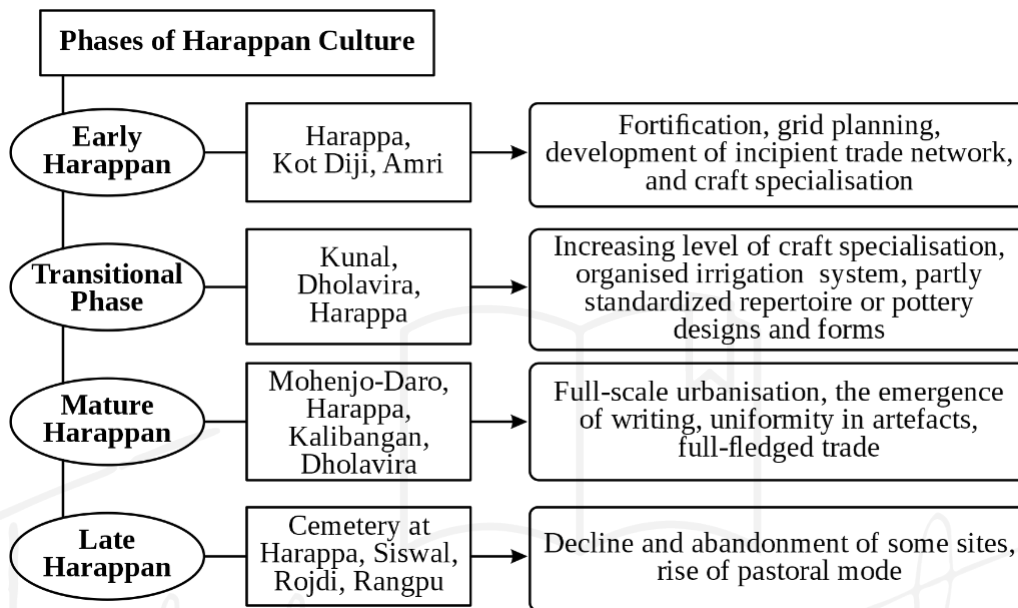 Phases of Harappan Culture
Early
Harappan
Harappa,
Kot Diji, Amri
Fortification, grid planning,
development of incipient trade network,
and craft specialisation
Transitional
Phase
Kunal,
Dholavira,
Harappa
Increasing level of craft specialisation,
organised irrigation system, partly
standardized repertoire or pottery
designs and forms
Mature
Harappan
Mohenjo-Daro,
Harappa,
Kalibangan,
Dholavira
Full-scale urbanisation, the emergence
of writing, uniformity in artefacts,
full-fledged trade
Late
Harappan
Cemetery at
Harappa, Siswal,
Rojdi, Rangpu
Decline and abandonment of some sites,
rise of pastoral mode